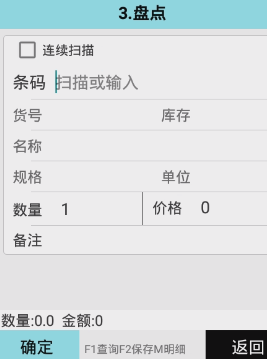 3.盘点
连续扫描
条码 扫描或输入
货号 库存
名称
规格 单位
数量 1 价格 0
备注
数量:0.0 金额:0
确定 F1查询F2保存M明细 返回